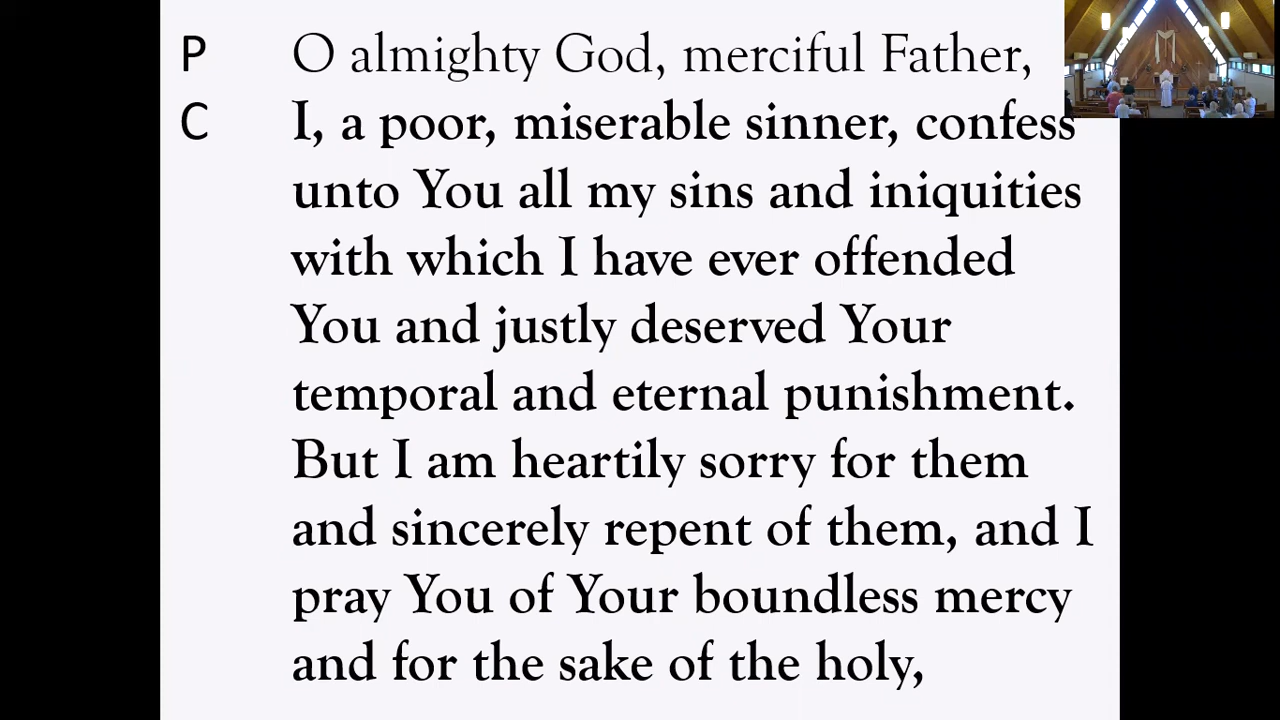 P O almighty God, merciful Father,
C I, a poor, miserable sinner, confess
unto You all my sins and iniquities
with which I have ever offended
You and justly deserved Your
temporal and eternal punishment.
But I am heartily sorry for them
and sincerely repent of them, and I
pray You of Your boundless mercy
and for the sake of the holy,